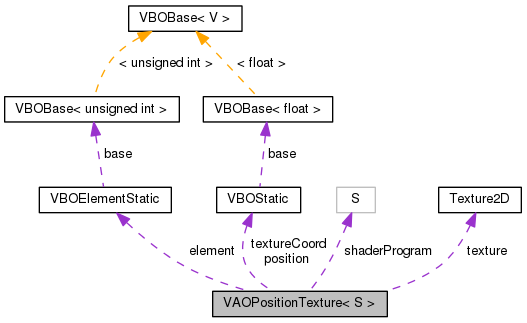 VBOBase< V >
< unsigned int >
< float >
VBOBase< unsigned int >
VBOBase< float >
base
base
VBOElementStatic
VBOStatic
S
Texture2D
element
textureCoord
position
shaderProgram
texture
VAOPositionTexture< S >